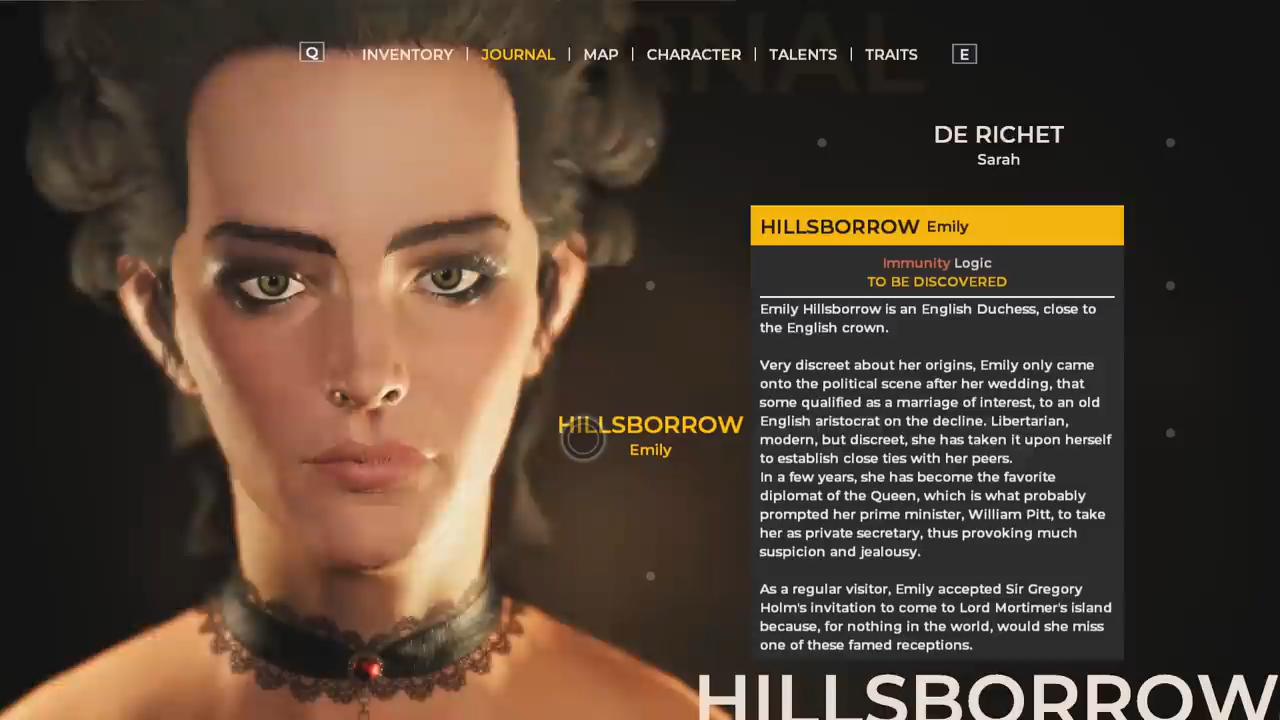 Q INVENTORY | JOURNAL | MAP | CHARACTER | TALENTS | TRAITS E
DE RICHET
Sarah
HILLSBORROW
Emily
HILLSBORROW Emily
Immunity Logic
TO BE DISCOVERED
Emily Hillsborrow is an English Duchess, close to
the English crown.
Very discreet about her origins, Emily only came
onto the political scene after her wedding, that
some qualified as a marriage of interest, to an old
English aristocrat on the decline. Libertarian,
modern, but discreet, she has taken it upon herself
to establish close ties with her peers.
In a few years, she has become the favorite
diplomat of the Queen, which is what probably
prompted her prime minister, William Pitt, to take
her as private secretary, thus provoking much
suspicion and jealousy.
As a regular visitor, Emily accepted Sir Gregory
Holm's invitation to come to Lord Mortimer's island
because, for nothing in the world, would she miss
one of these famed receptions.
HILLSBORROW